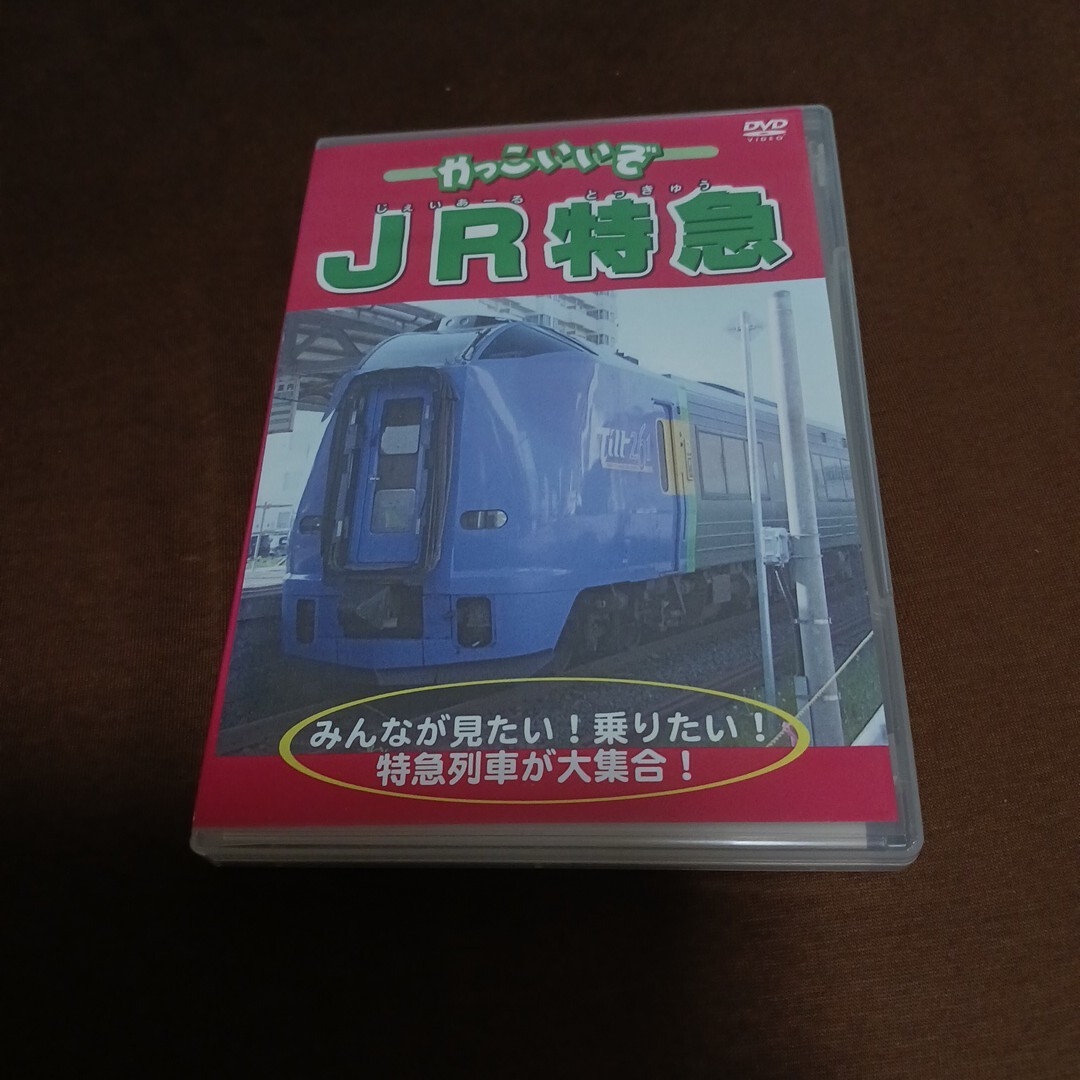 DVD
VIDEO
かっこいいぞ
じぇいあーる とっきゅう
JR特急
Tilt 261
みんなが見たい！乗りたい！
特急列車が大集合！